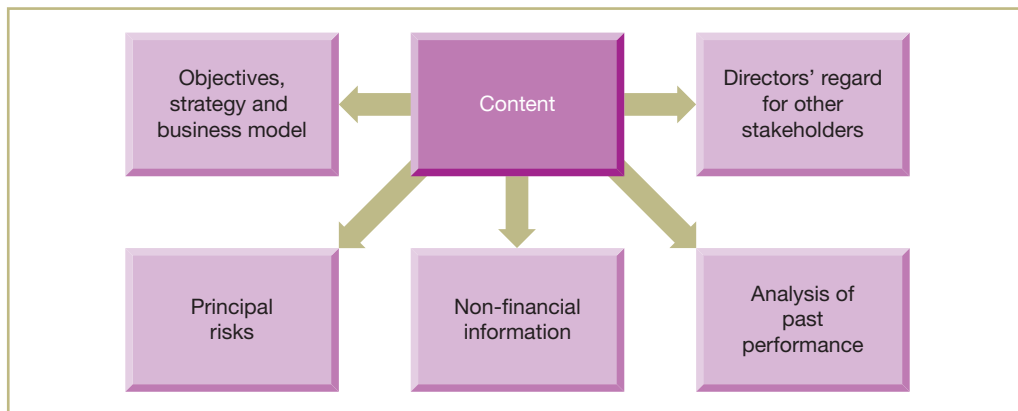 Objectives,
strategy and
business model
Content
Directors’ regard
for other
stakeholders
Principal
risks
Non-financial
information
Analysis of
past
performance